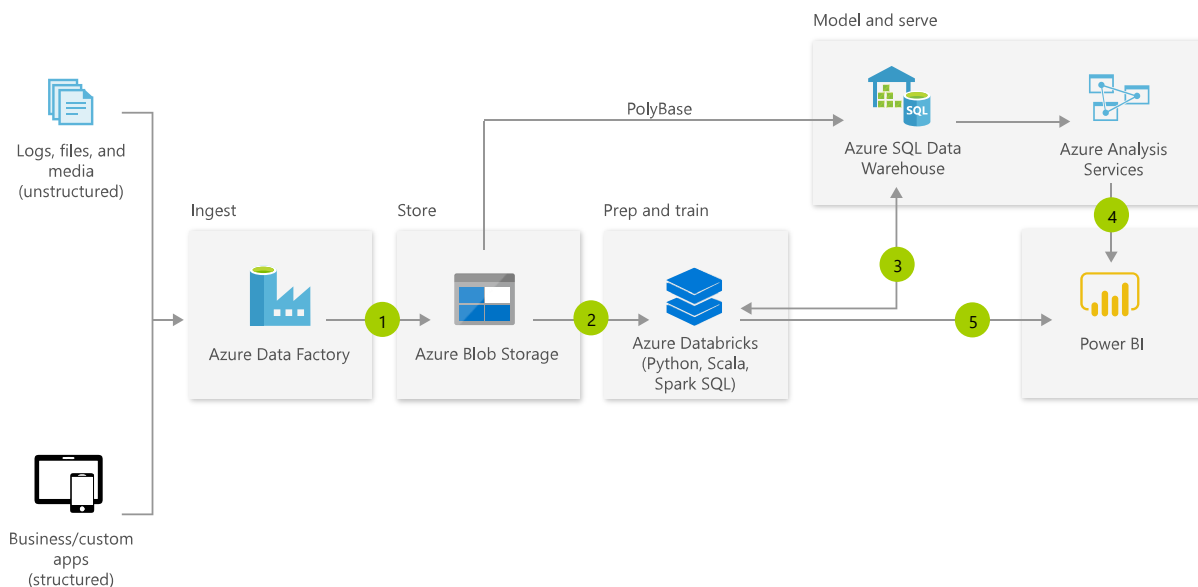 Model and serve
PolyBase
SQL
Azure SQL Data
Warehouse
Azure Analysis
Services
Logs, files, and
media
(unstructured)
Ingest
Store
Prep and train
4
3
1
2
5
Azure Data Factory
Azure Blob Storage
Azure Databricks
(Python, Scala,
Spark SQL)
Power BI
Business/custom
apps
(structured)